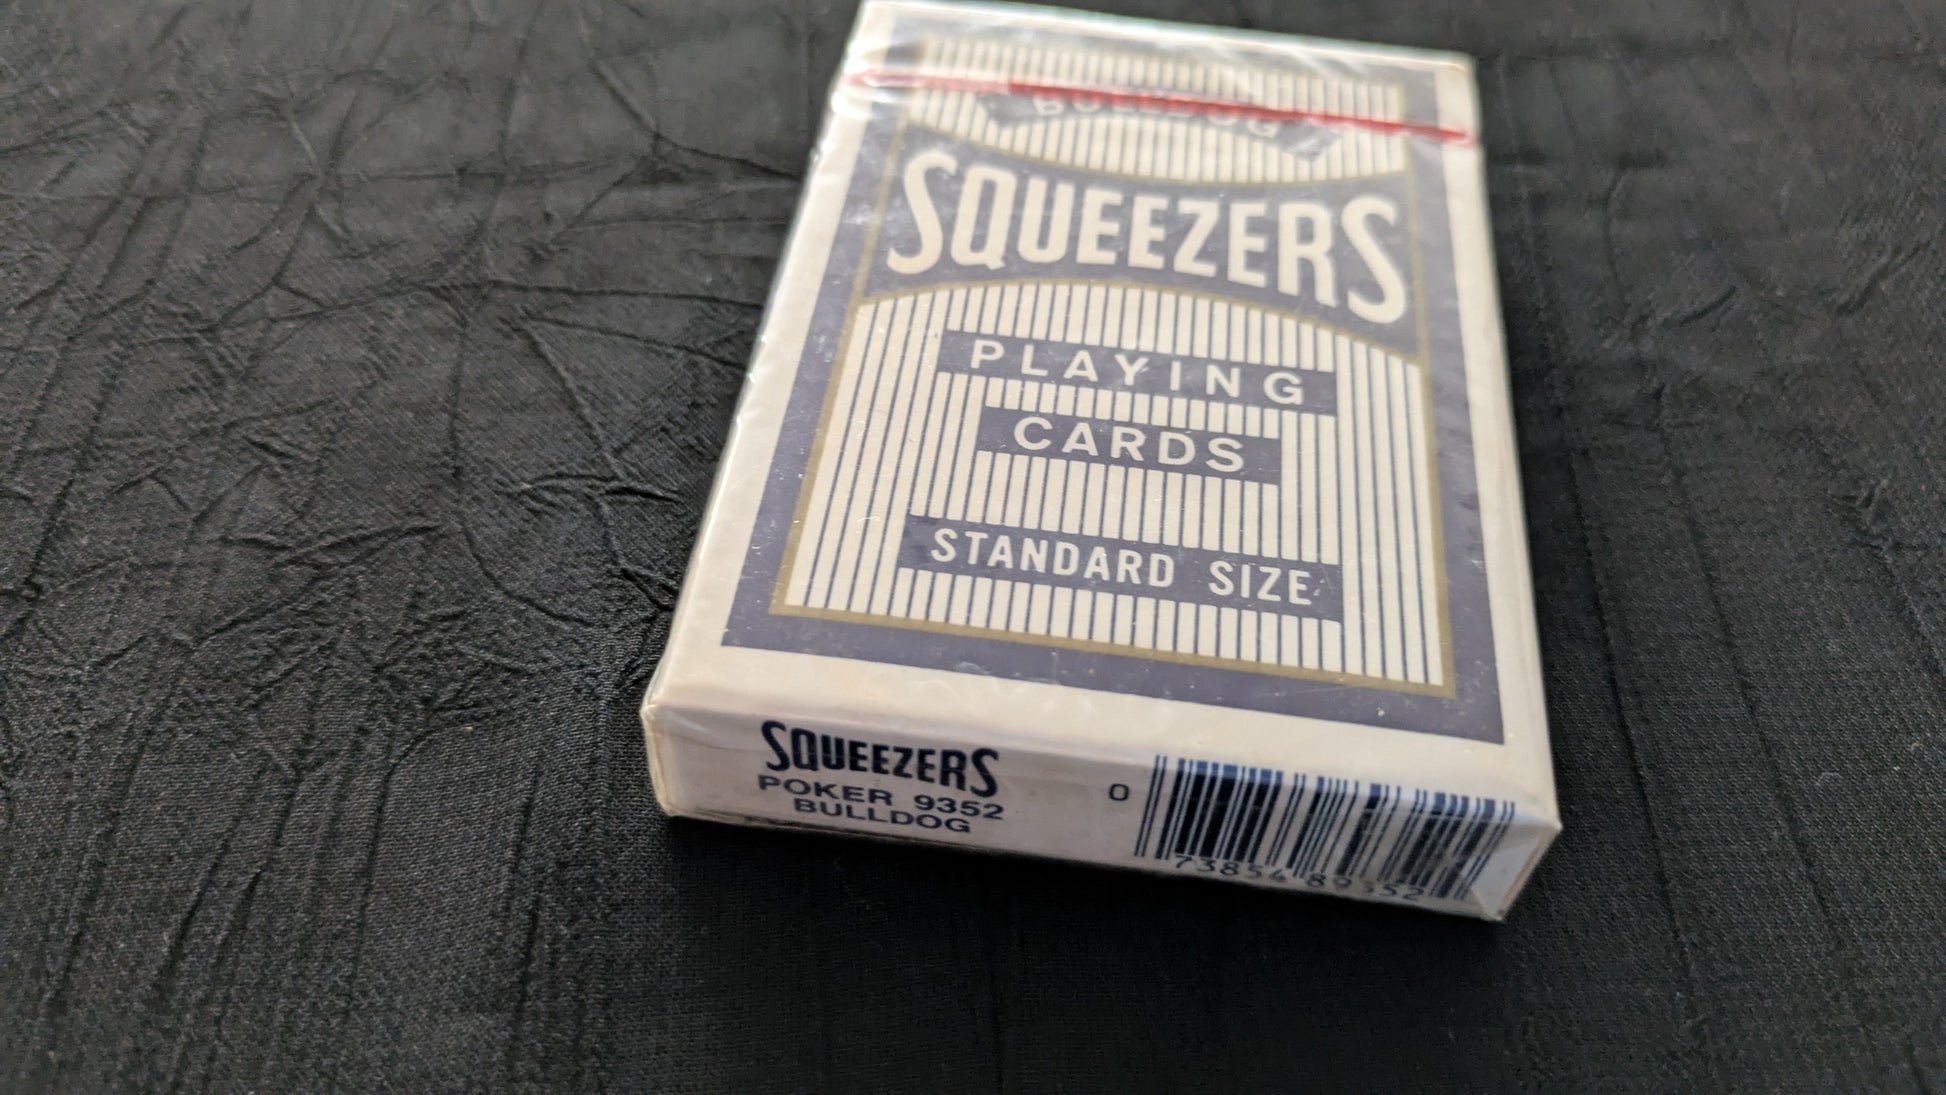 BULLDOG
SQUEEZERS
PLAYING
CARDS
STANDARD SIZE
SQUEEZERS
POKER 9352
BULLDOG
0
73854 89352